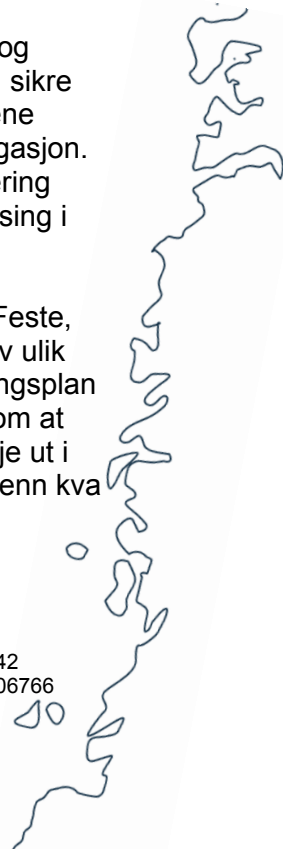 og
sikre
ene
gasjon.
ering
sing i
Feste,
v ulik
ngsplan
om at
je ut i
enn kva
42
06766